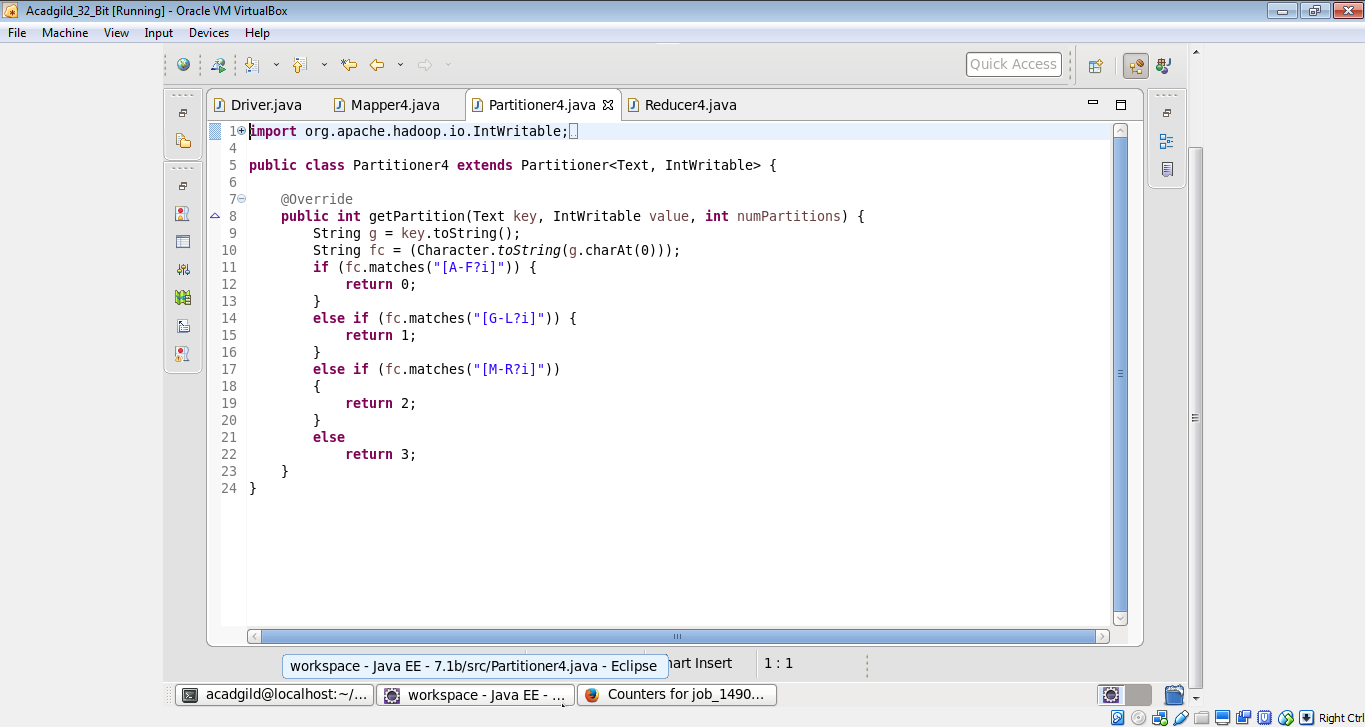 Acadgild_32_Bit [Running] - Oracle VM VirtualBox
File Machine View Input Devices Help
Quick Access
Driver.java Mapper4.java Partitioner4.java Reducer4.java
1 import org.apache.hadoop.io.IntWritable;
4
5 public class Partitioner4 extends Partitioner<Text, IntWritable> {
6
7 @Override
8 public int getPartition(Text key, IntWritable value, int numPartitions) {
9 String g = key.toString();
10 String fc = (Character.toString(g.charAt(0)));
11 if (fc.matches("[A-F?i]")) {
12 return 0;
13 }
14 else if (fc.matches("[G-L?i]")) {
15 return 1;
16 }
17 else if (fc.matches("[M-R?i]"))
18 {
19 return 2;
20 }
21 else
22 return 3;
23 }
24 }
workspace - Java EE - 7.1b/src/Partitioner4.java - Eclipse
Insert 1 : 1
acadgild@localhost:~/... workspace - Java EE - ... Counters for job_1490...
Right Ctrl